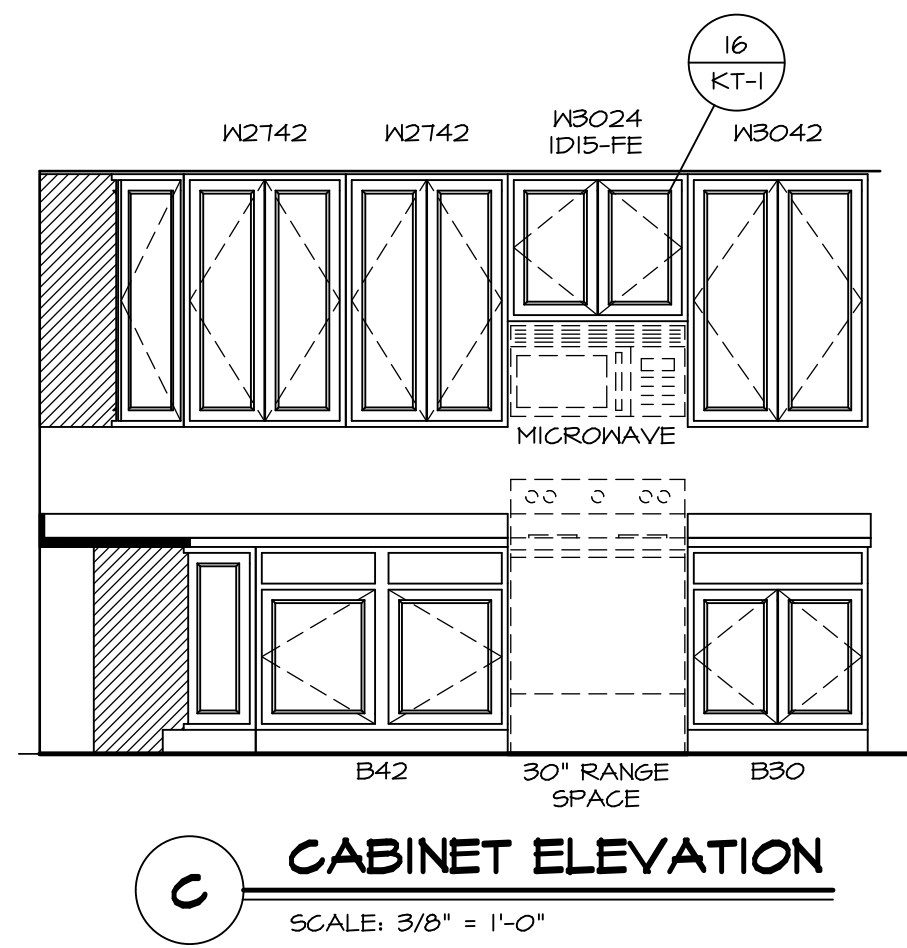 16
KT-1
W2742
W2742
W3024
1D15-FE
W3042
MICROWAVE
B42
30" RANGE
SPACE
B30
C
CABINET ELEVATION
SCALE: 3/8" = 1'-0"